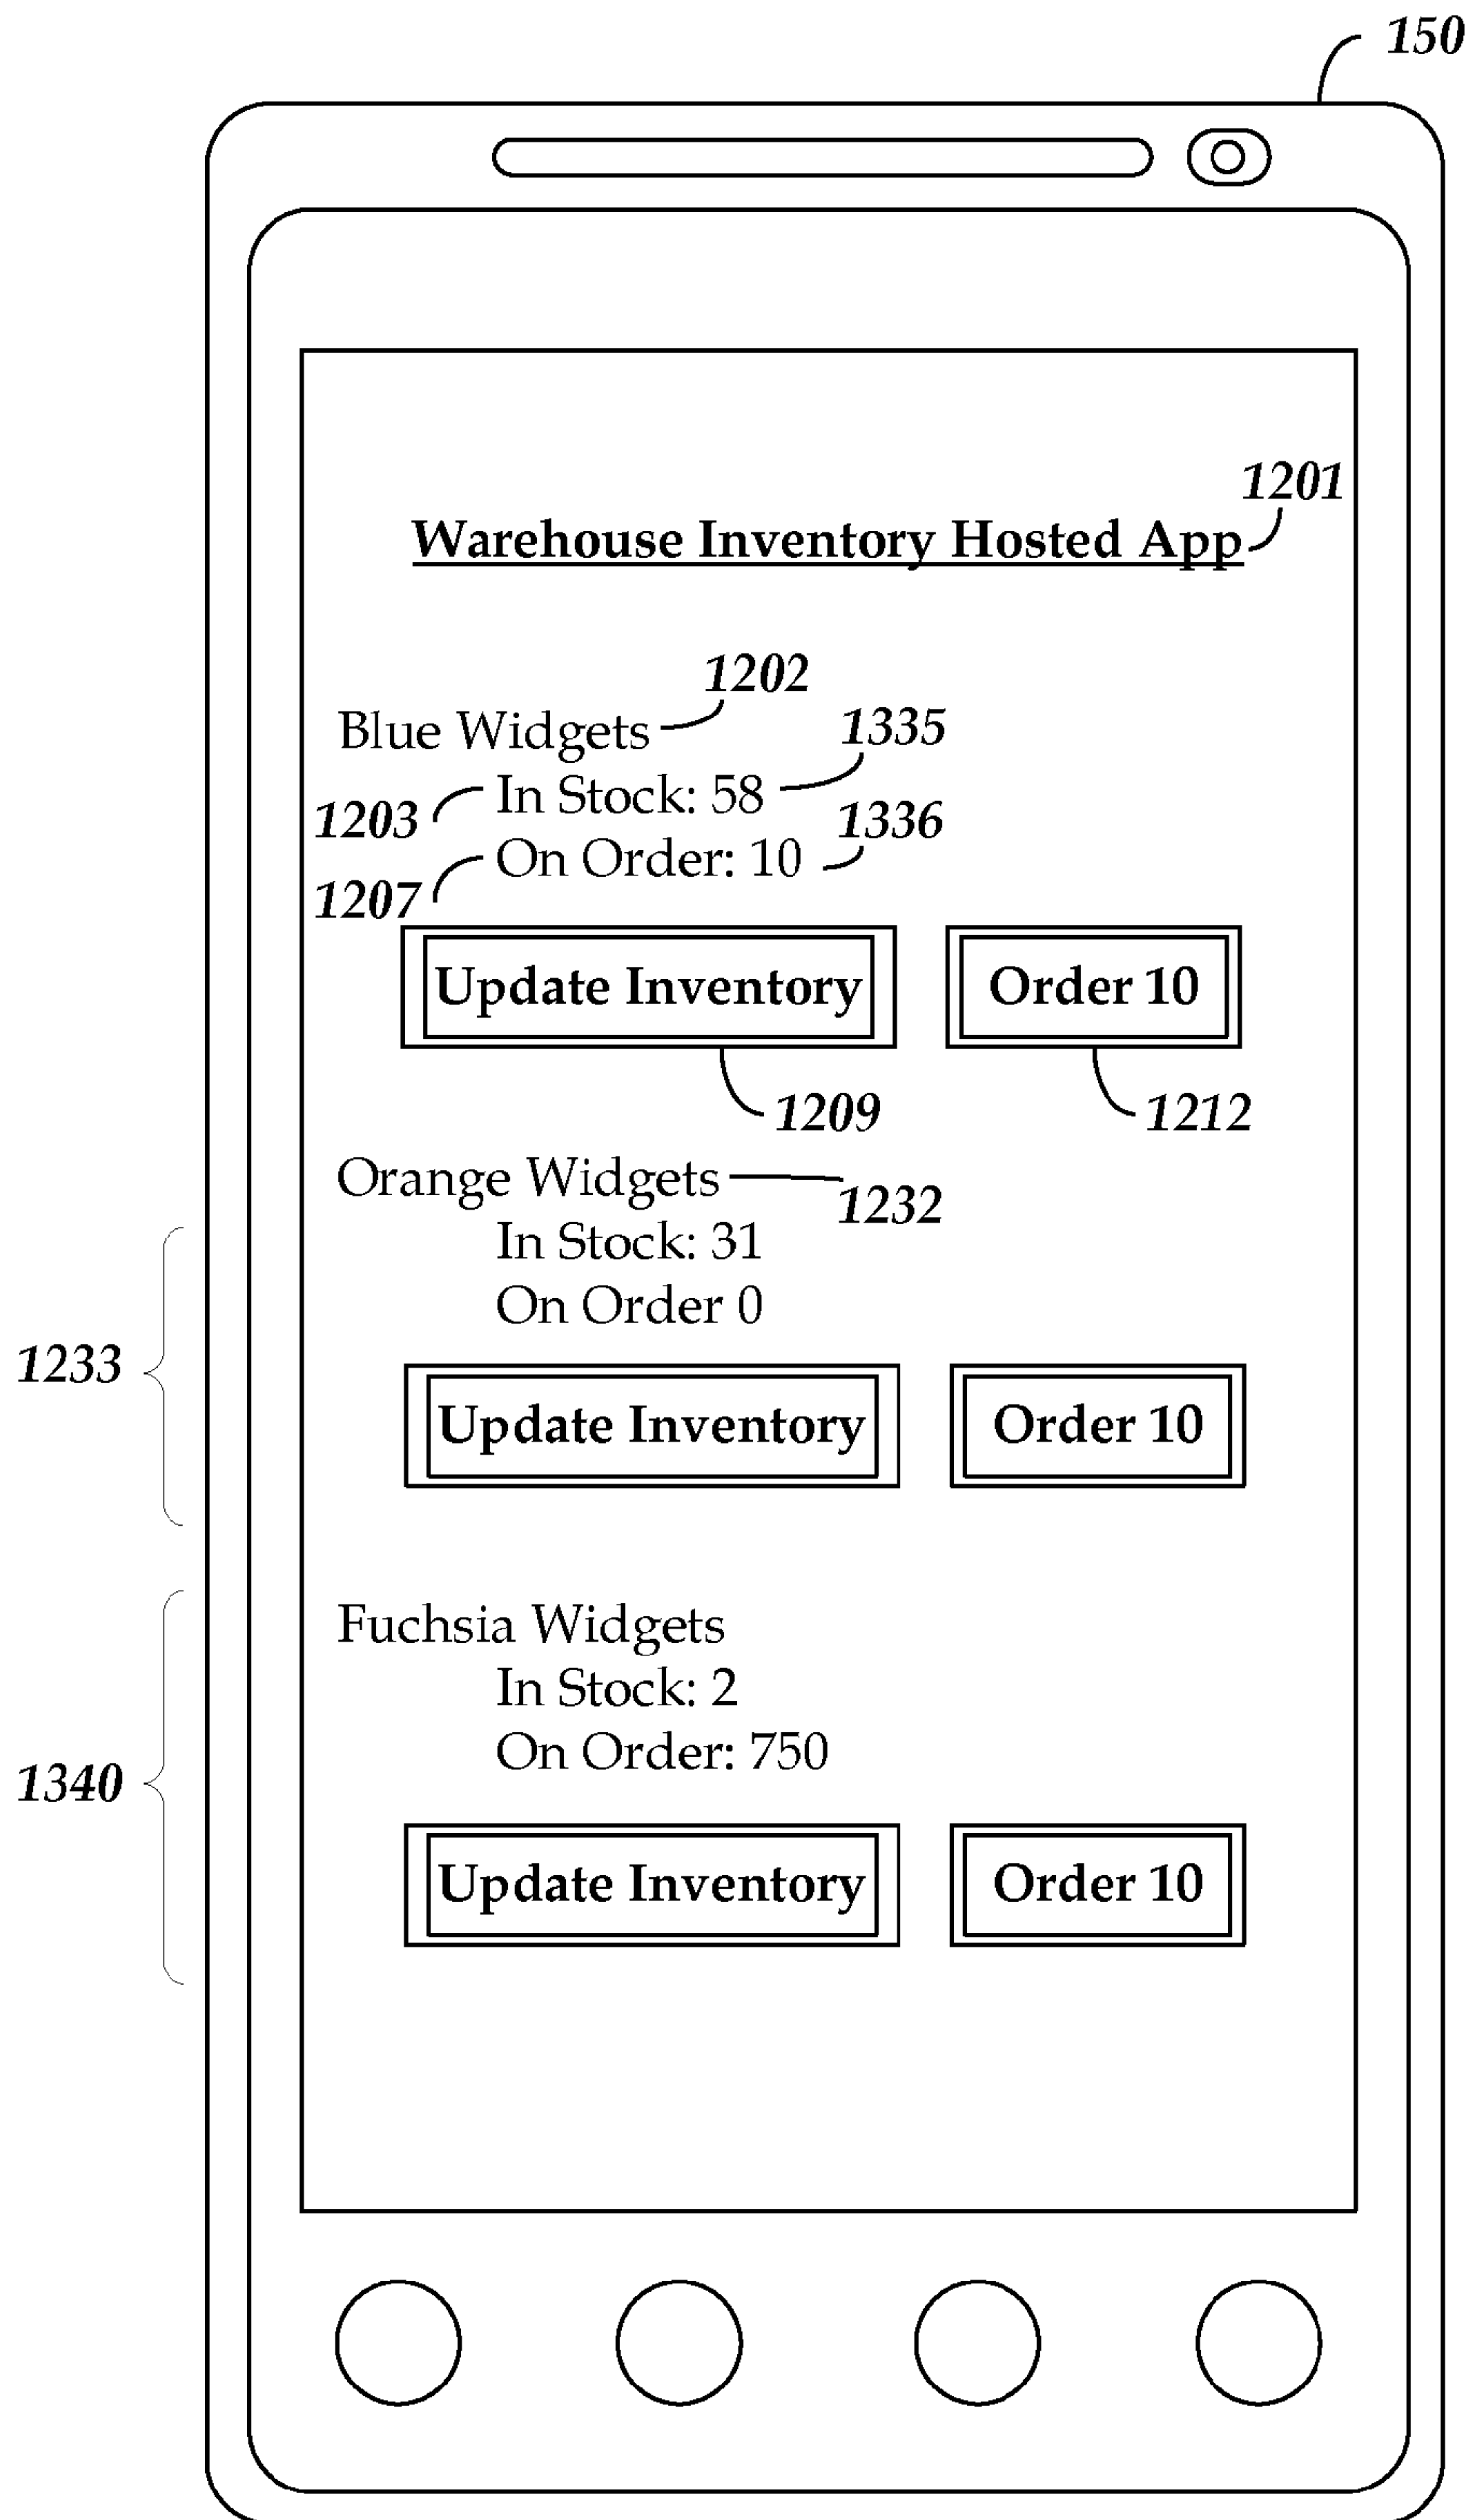 150
1201
Warehouse Inventory Hosted App
1202
Blue Widgets
1335
In Stock: 58
1203
1336
On Order: 10
1207
Update Inventory Order 10
1209 1212
Orange Widgets
1232
In Stock: 31
On Order 0
1233
Update Inventory Order 10
Fuchsia Widgets
In Stock: 2
On Order: 750
1340
Update Inventory Order 10